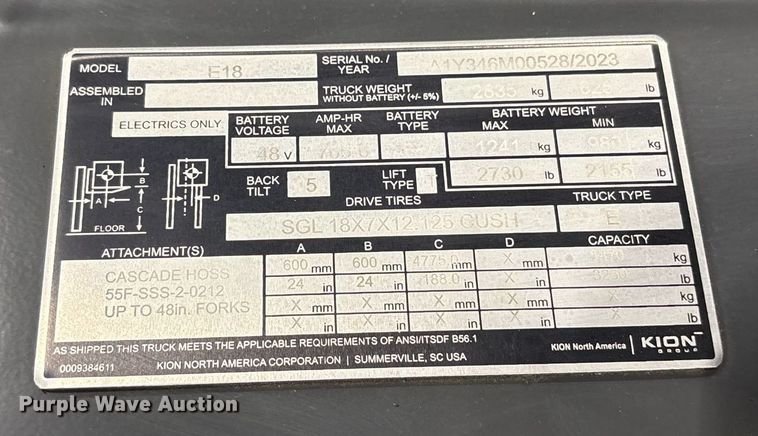 MODEL E18 SERIAL No./ YEAR A1Y346M00528/2023
ASSEMBLED IN TRUCK WEIGHT WITHOUT BATTERY (+/- 5%) kg lb
ELECTRICS ONLY BATTERY VOLTAGE AMP-HR MAX BATTERY TYPE BATTERY WEIGHT
MAX MIN
48 V 1241 kg kg
BACK TILT 5 LIFT TYPE 2730 lb 2155 lb
DRIVE TIRES TRUCK TYPE
SGL 18X7X12.125 CUSH E
A B C D
FLOOR
ATTACHMENT(S) A B C D CAPACITY
CASCADE HOSS
55F-SSS-2-0212
UP TO 48in. FORKS
600 mm 600 mm 4775.0 mm X mm kg
24 in 24 in 188.0 in X in 3250 lb
X mm X mm X mm X mm X kg
X in X in X in X in X lb
AS SHIPPED THIS TRUCK MEETS THE APPLICABLE REQUIREMENTS OF ANSI/ITSDF B56.1
0009384611 KION NORTH AMERICA CORPORATION | SUMMERVILLE, SC USA
KION North America | KION GROUP
Purple Wave Auction